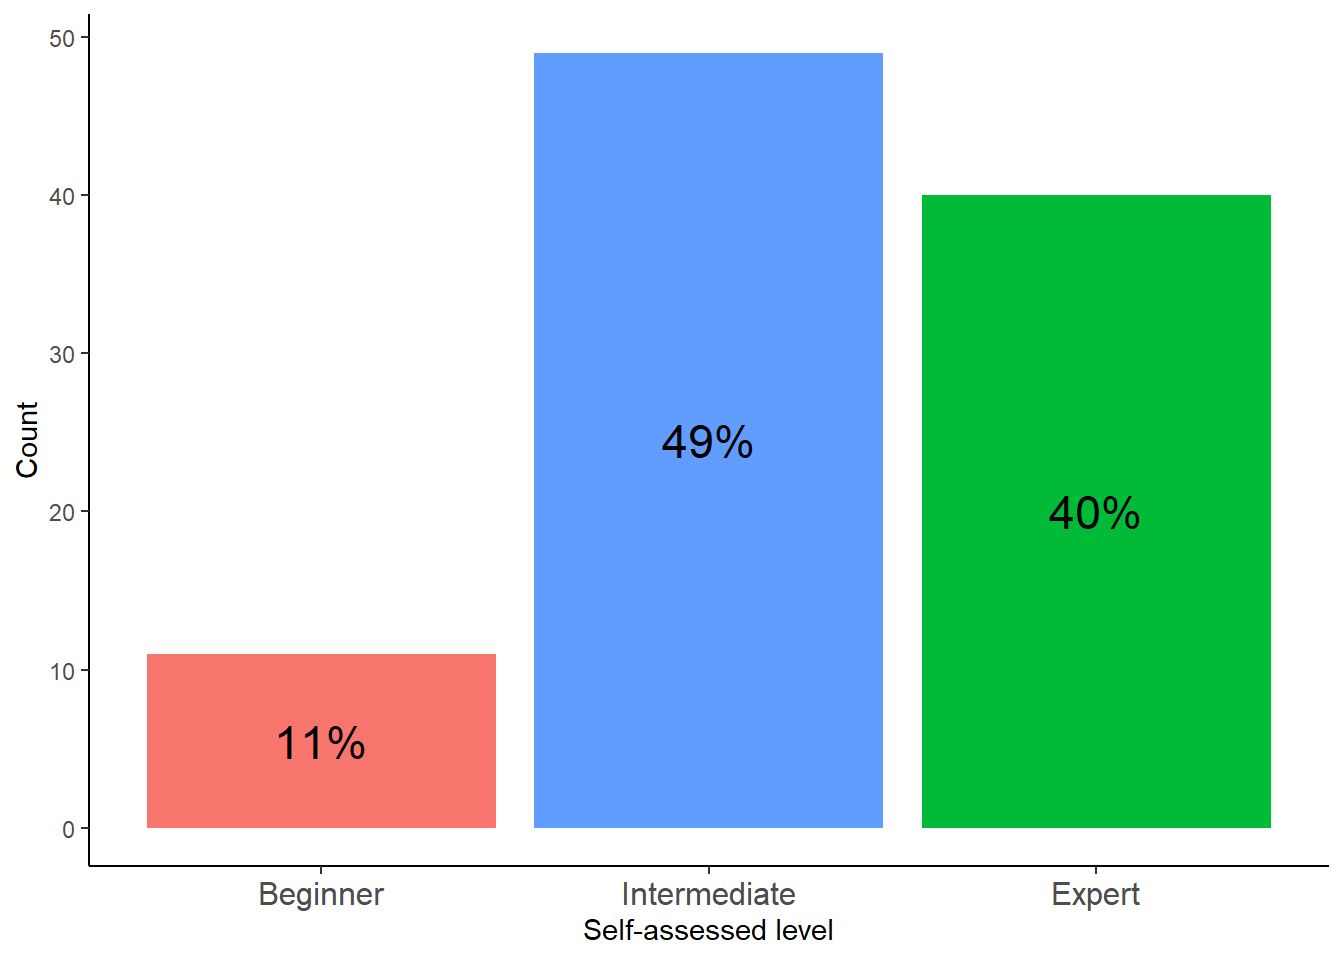 50
40
30
20
10
0
Count
11%
49%
40%
Beginner
Intermediate
Expert
Self-assessed level